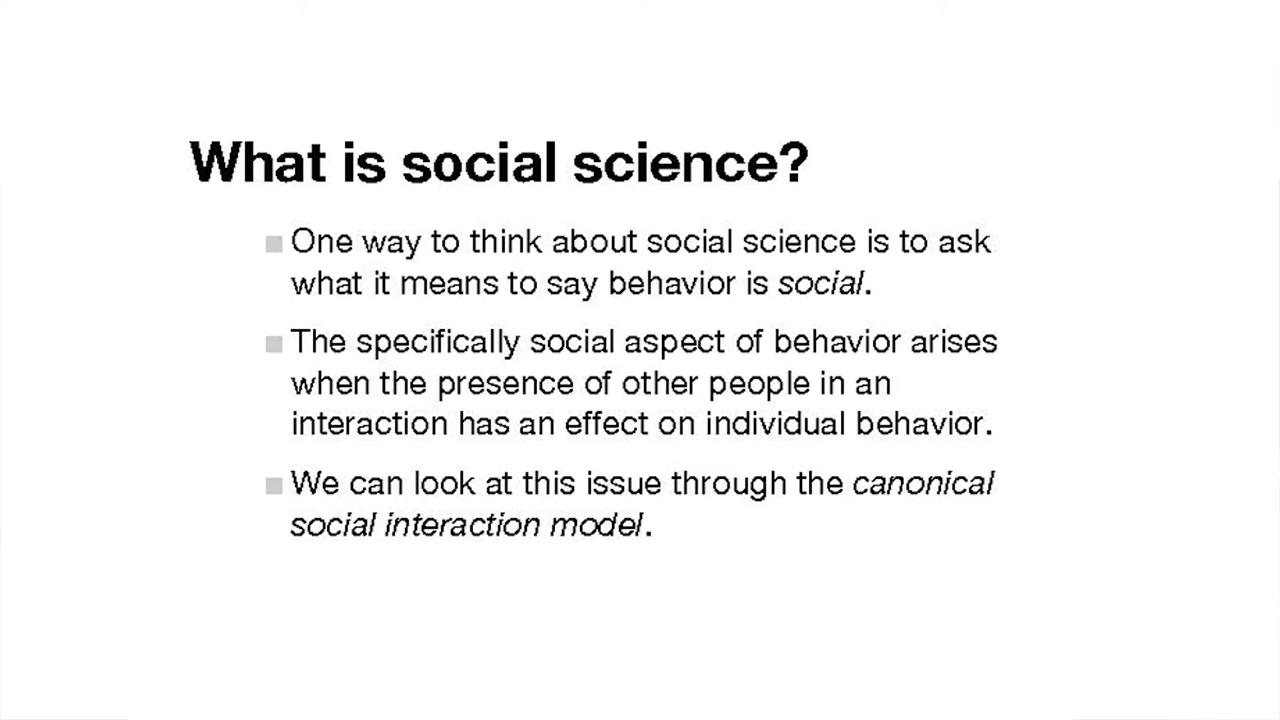 What is social science?
One way to think about social science is to ask
what it means to say behavior is social.
The specifically social aspect of behavior arises
when the presence of other people in an
interaction has an effect on individual behavior.
We can look at this issue through the canonical
social interaction model.